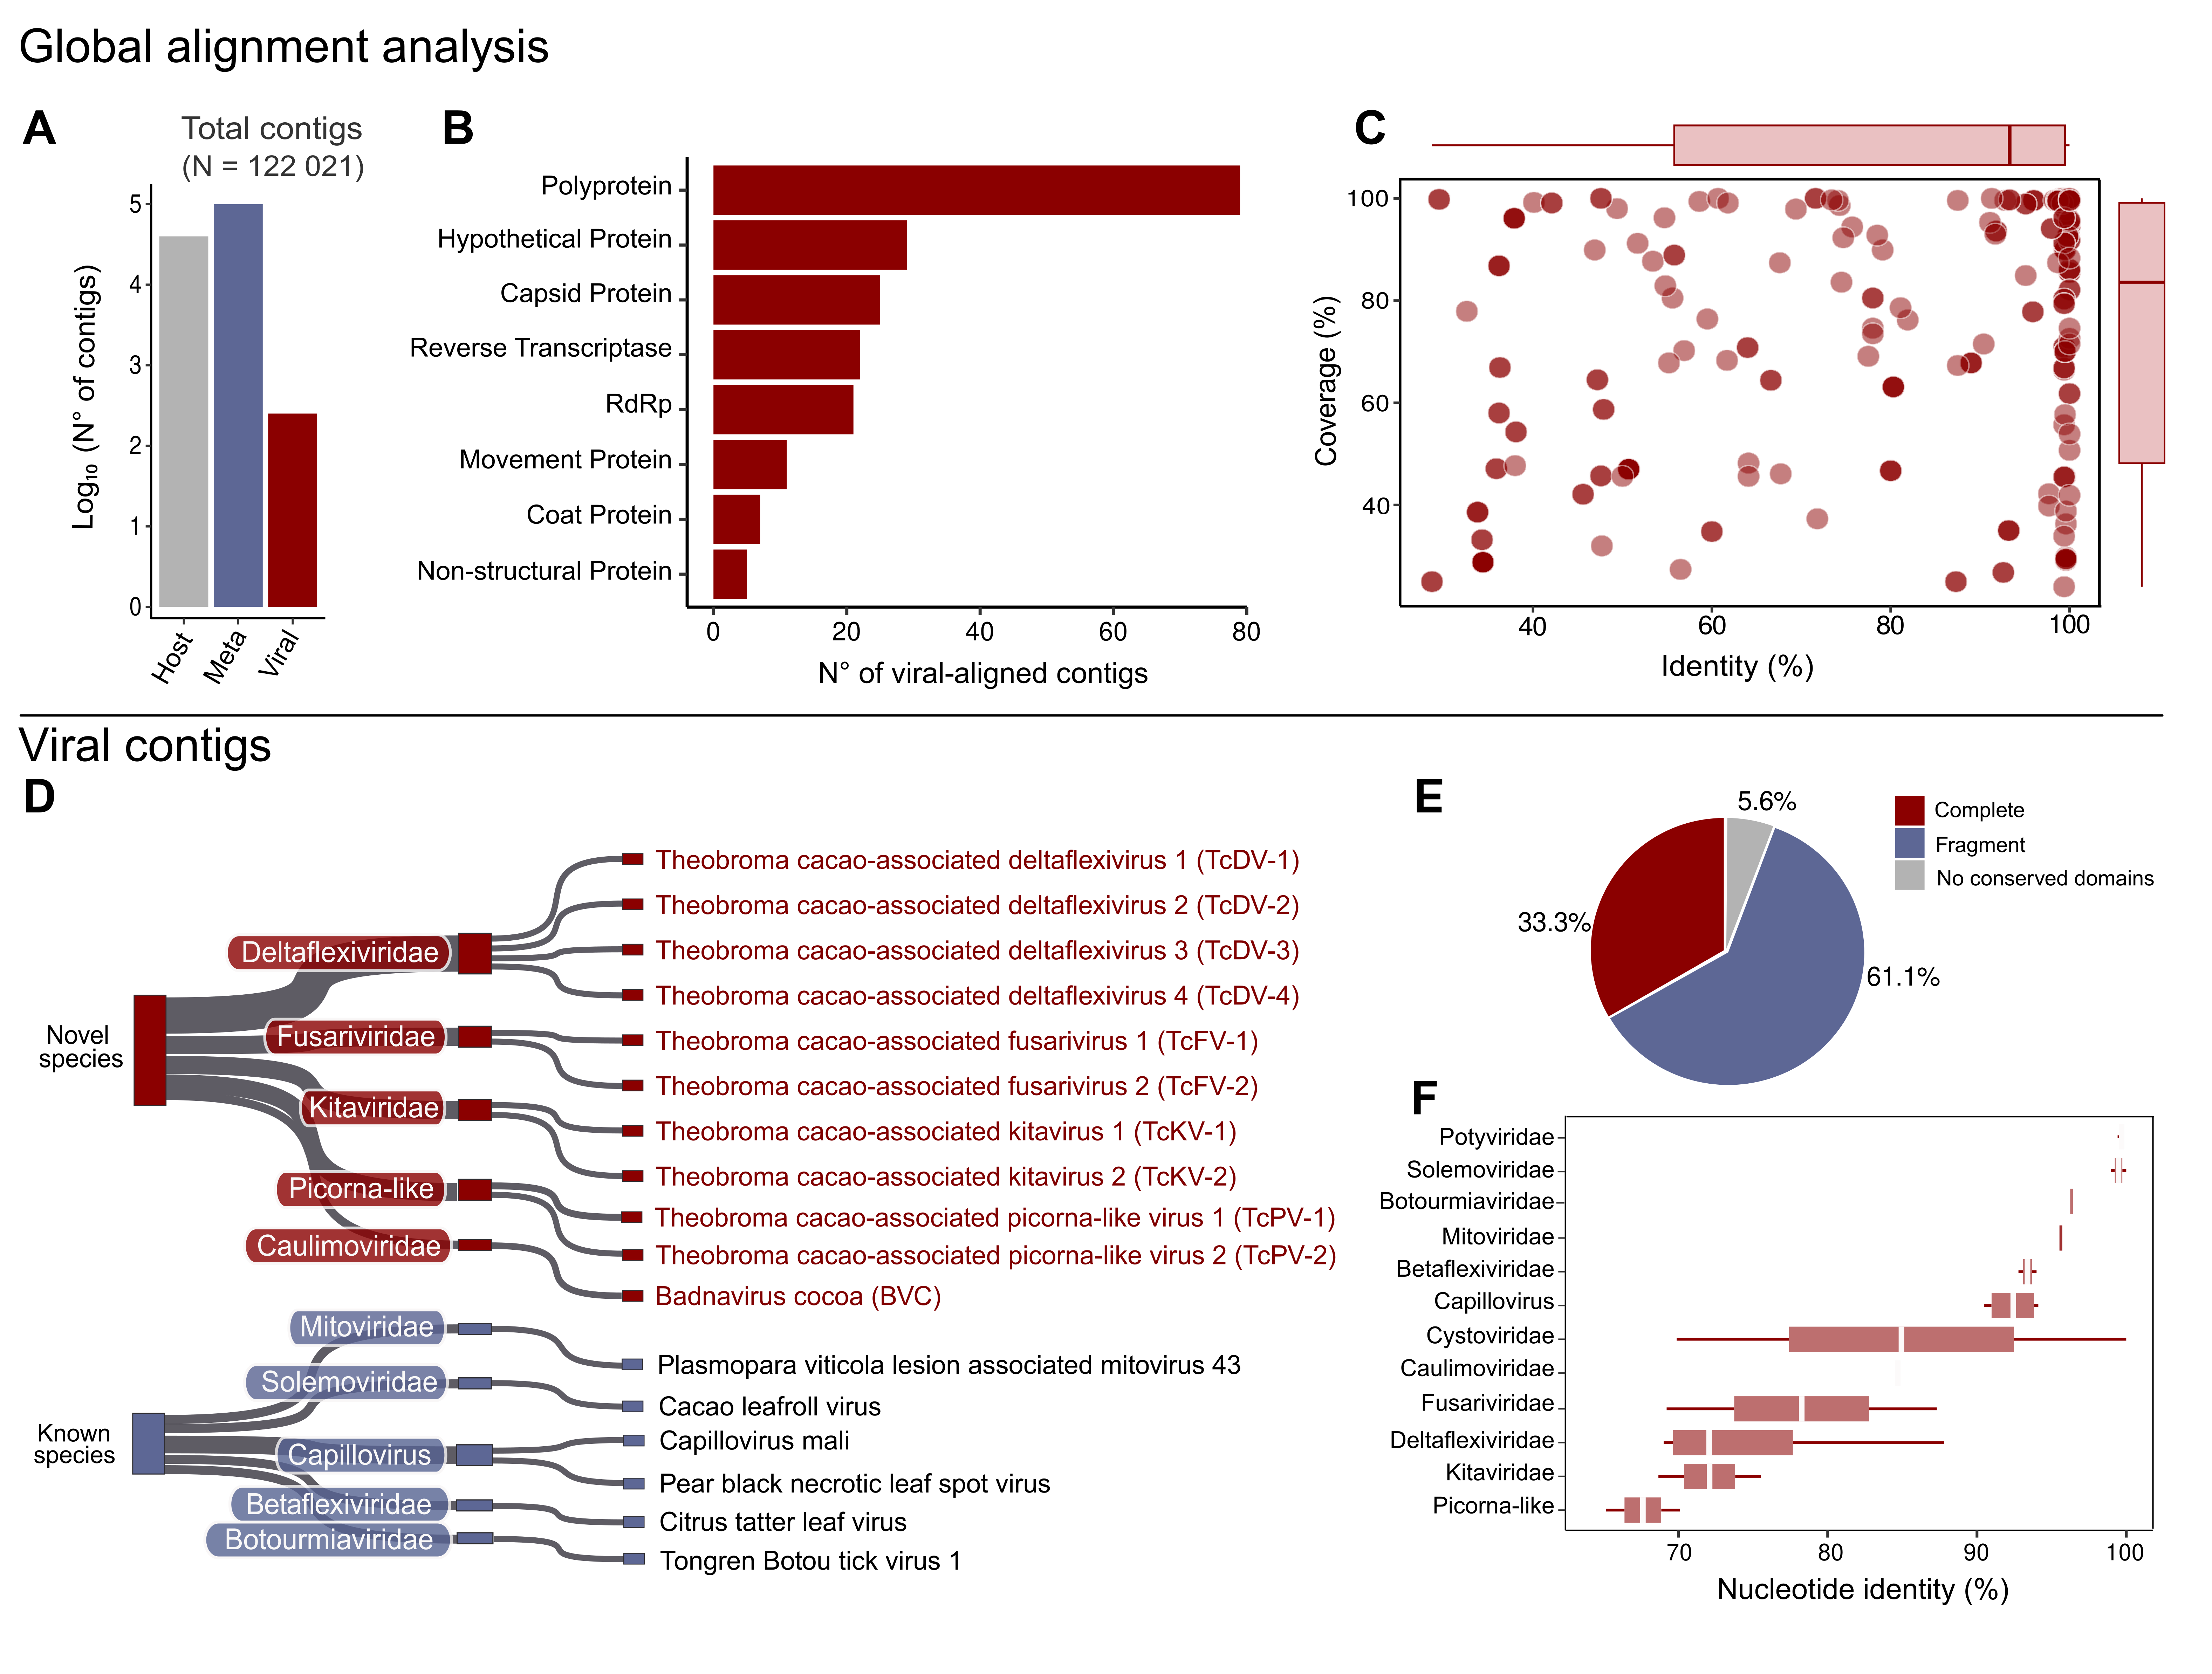 Global alignment analysis
A
Total contigs
(N = 122 021)
Log₁₀ (N° of contigs)
5
4
3
2
1
0
Host
Meta
Viral
B
Polyprotein
Hypothetical Protein
Capsid Protein
Reverse Transcriptase
RdRp
Movement Protein
Coat Protein
Non-structural Protein
0 20 40 60 80
N° of viral-aligned contigs
C
Coverage (%)
100
80
60
40
40 60 80 100
Identity (%)
Viral contigs
D
Novel
species
Deltaflexiviridae
Fusariviridae
Kitaviridae
Picorna-like
Caulimoviridae
Theobroma cacao-associated deltaflexivirus 1 (TcDV-1)
Theobroma cacao-associated deltaflexivirus 2 (TcDV-2)
Theobroma cacao-associated deltaflexivirus 3 (TcDV-3)
Theobroma cacao-associated deltaflexivirus 4 (TcDV-4)
Theobroma cacao-associated fusarivirus 1 (TcFV-1)
Theobroma cacao-associated fusarivirus 2 (TcFV-2)
Theobroma cacao-associated kitavirus 1 (TcKV-1)
Theobroma cacao-associated kitavirus 2 (TcKV-2)
Theobroma cacao-associated picorna-like virus 1 (TcPV-1)
Theobroma cacao-associated picorna-like virus 2 (TcPV-2)
Badnavirus cocoa (BVC)
Known
species
Mitoviridae
Solemoviridae
Capillovirus
Betaflexiviridae
Botourmiaviridae
Plasmopara viticola lesion associated mitovirus 43
Cacao leafroll virus
Capillovirus mali
Pear black necrotic leaf spot virus
Citrus tatter leaf virus
Tongren Botou tick virus 1
E
5.6%
33.3%
61.1%
Complete
Fragment
No conserved domains
F
Potyviridae
Solemoviridae
Botourmiaviridae
Mitoviridae
Betaflexiviridae
Capillovirus
Cystoviridae
Caulimoviridae
Fusariviridae
Deltaflexiviridae
Kitaviridae
Picorna-like
70 80 90 100
Nucleotide identity (%)